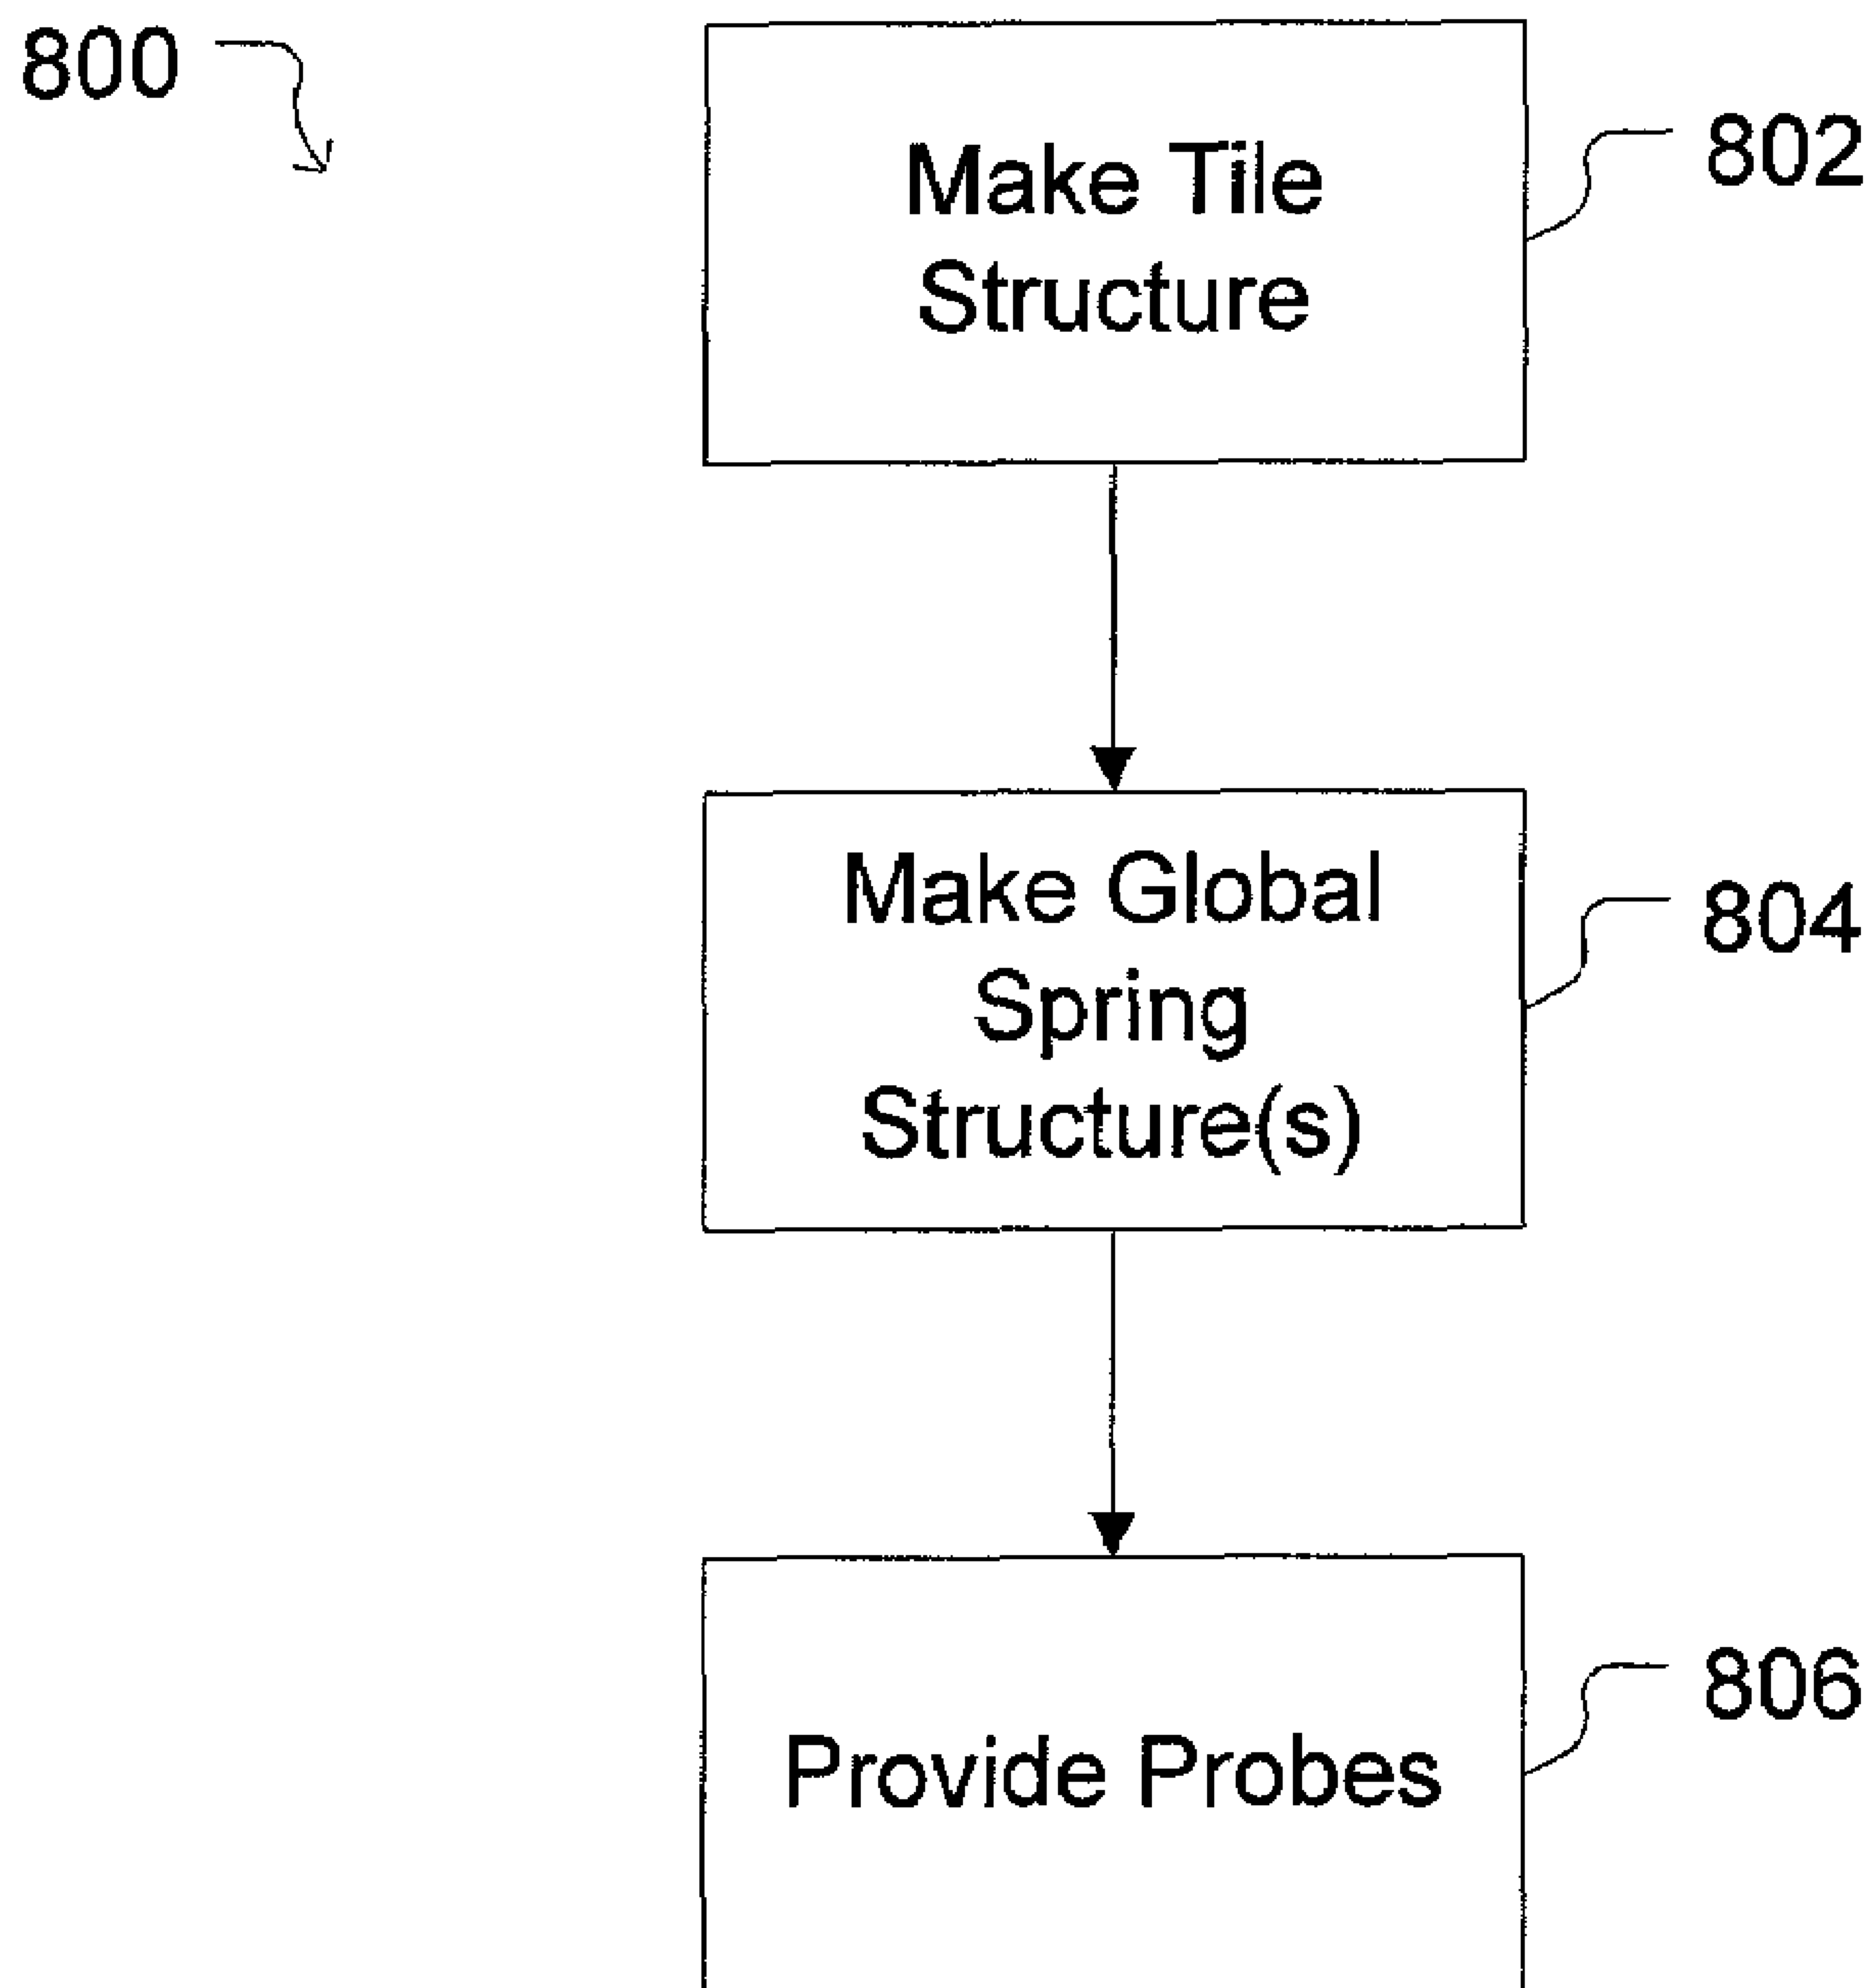 800
Make Tile
Structure
802
Make Global
Spring
Structure(s)
804
Provide Probes
806